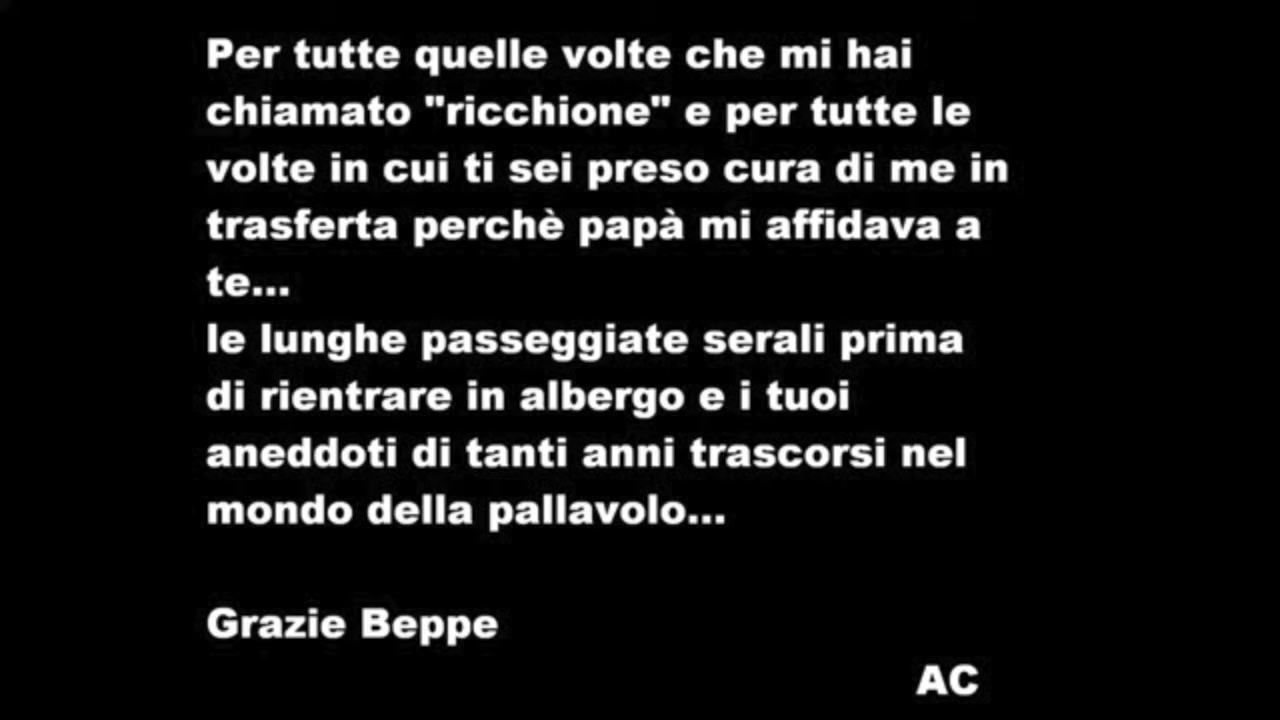 Per tutte quelle volte che mi hai
chiamato "ricchione" e per tutte le
volte in cui ti sei preso cura di me in
trasferta perchè papà mi affidava a
te...
le lunghe passeggiate serali prima
di rientrare in albergo e i tuoi
aneddoti di tanti anni trascorsi nel
mondo della pallavolo...
Grazie Beppe
AC